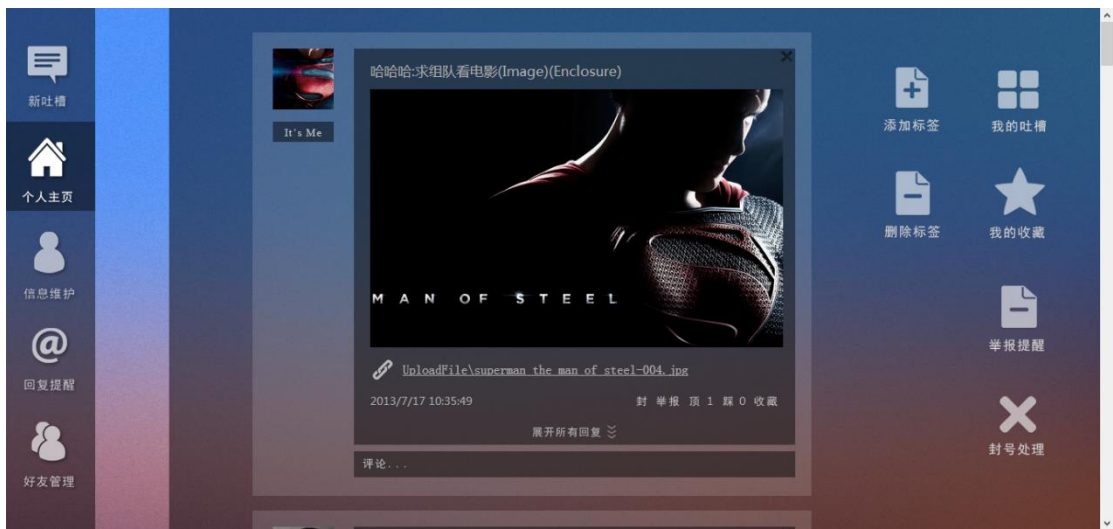 新吐槽
个人主页
信息维护
回复提醒
好友管理
It's Me
哈哈哈:求组队看电影(Image)(Enclosure)
MAN OF STEEL
UploadFile\superman the man of steel-004.jpg
2013/7/17 10:35:49 封 举报 顶 1 踩 0 收藏
展开所有回复
评论...
添加标签 我的吐槽
删除标签 我的收藏
举报提醒
封号处理